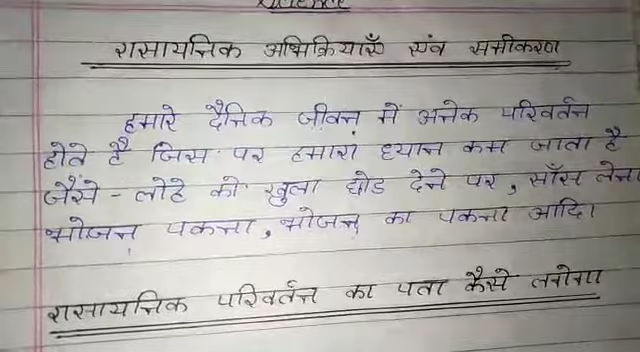 SCIENCE
रासायनिक अभिक्रियाएँ एवं समीकरण
हमारे दैनिक जीवन में अनेक परिवर्तन
होते है जिस पर हमारा ध्यान कम जाता है
जैसे - लोहे को खुला छोड देने पर, साँस लेना
भोजन पकना, भोजन का पकना आदि।
रासायनिक परिवर्तन का पता कैसे लगेगा